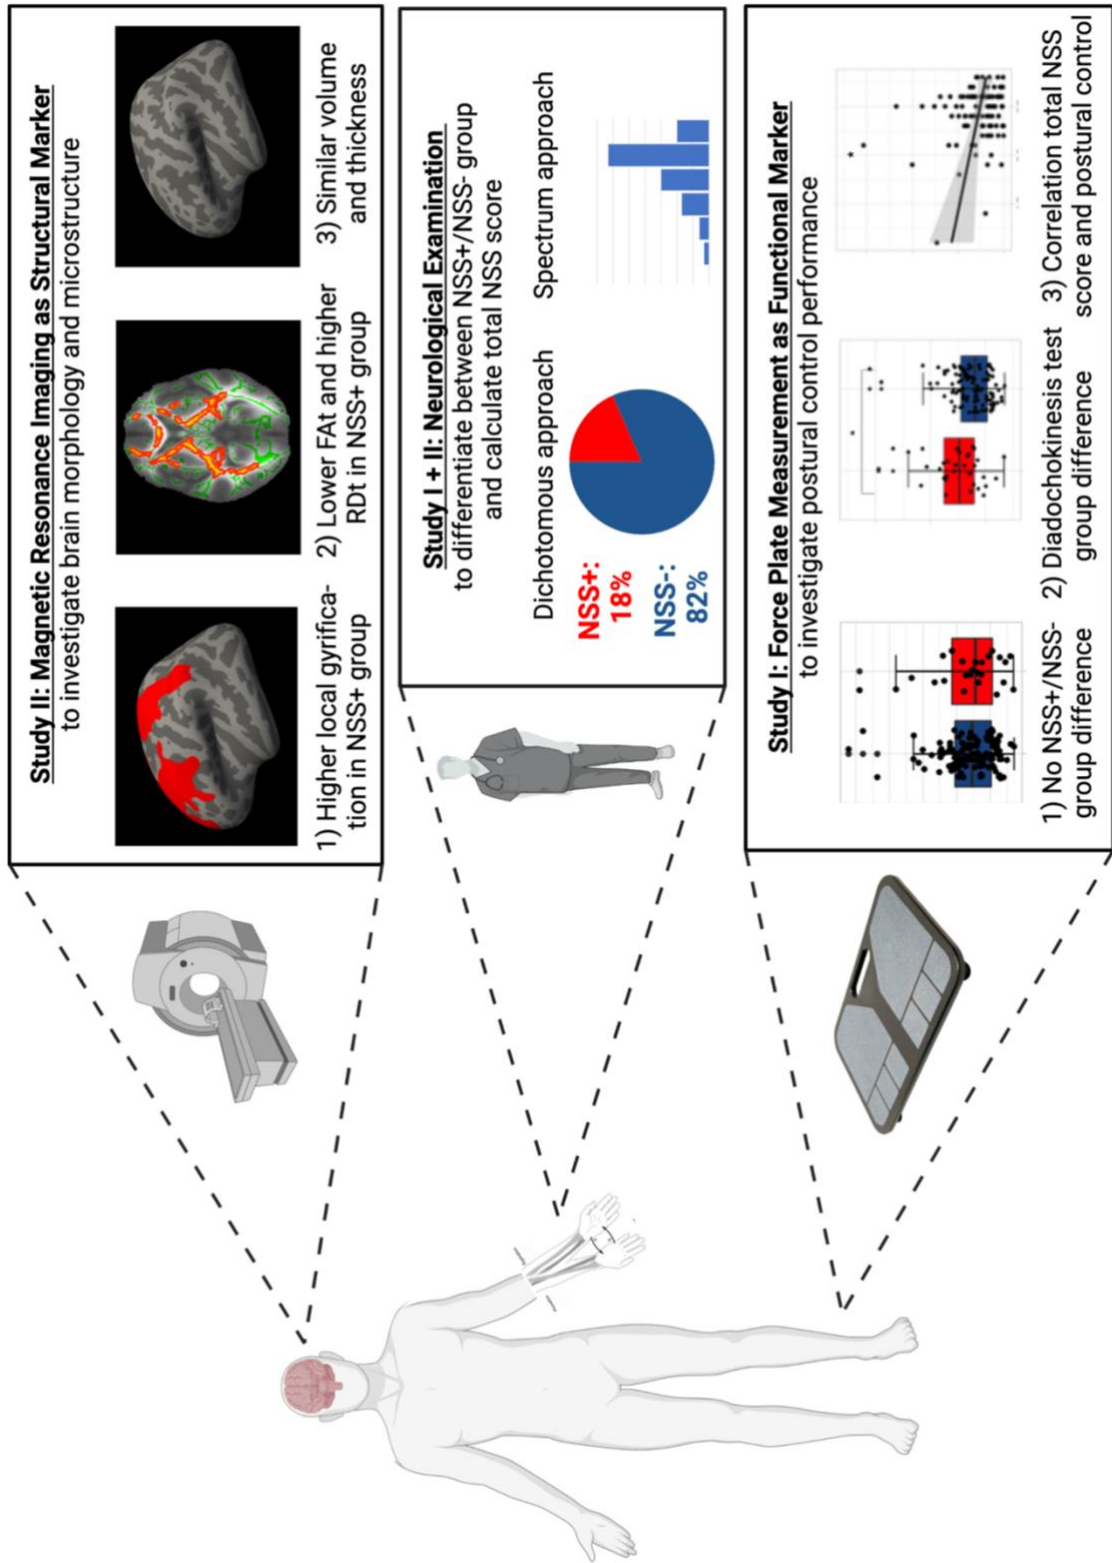 Study II: Magnetic Resonance Imaging as Structural Marker
to investigate brain morphology and microstructure
1) Higher local gyrifica-
tion in NSS+ group
2) Lower FAt and higher
RDt in NSS+ group
3) Similar volume
and thickness
Study I + II: Neurological Examination
to differentiate between NSS+/NSS- group
and calculate total NSS score
Dichotomous approach
Spectrum approach
NSS+:
18%
NSS-:
82%
Study I: Force Plate Measurement as Functional Marker
to investigate postural control performance
1) No NSS+/NSS-
group difference
2) Diadochokinesis test
group difference
3) Correlation total NSS
score and postural control